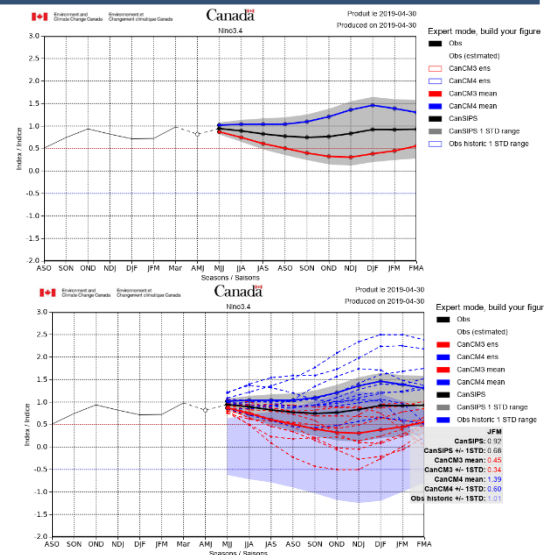 Environment and
Climate Change Canada
Environnement et
Changement climatique Canada
Canada
Produit le 2019-04-30
Produced on 2019-04-30
Nino3.4
Expert mode, build your figure
Obs
Obs (estimated)
CanCM3 ens
CanCM4 ens
CanCM3 mean
CanCM4 mean
CanSIPS
CanSIPS 1 STD range
Obs historic 1 STD range
Index / Indice
3.0
2.5
2.0
1.5
1.0
0.5
0.0
-0.5
-1.0
-1.5
-2.0
ASO SON OND NDJ DJF JFM Mar AMJ MJJ JJA JAS ASO SON OND NDJ DJF JFM FMA
Seasons / Saisons
Environment and
Climate Change Canada
Environnement et
Changement climatique Canada
Canada
Produit le 2019-04-30
Produced on 2019-04-30
Nino3.4
Expert mode, build your figur
Obs
Obs (estimated)
CanCM3 ens
CanCM4 ens
CanCM3 mean
CanCM4 mean
CanSIPS
CanSIPS 1 STD range
Obs historic 1 STD range
JFM
CanSIPS: 0.92
CanSIPS +/- 1STD: 0.68
CanCM3 mean: 0.45
CanCM3 +/- 1STD: 0.34
CanCM4 mean: 1.39
CanCM4 +/- 1STD: 0.60
Obs historic +/- 1STD: 1.01
Index / Indice
3.0
2.5
2.0
1.5
1.0
0.5
0.0
-0.5
-1.0
-1.5
-2.0
ASO SON OND NDJ DJF JFM Mar AMJ MJJ JJA JAS ASO SON OND NDJ DJF JFM FMA
Seasons / Saisons